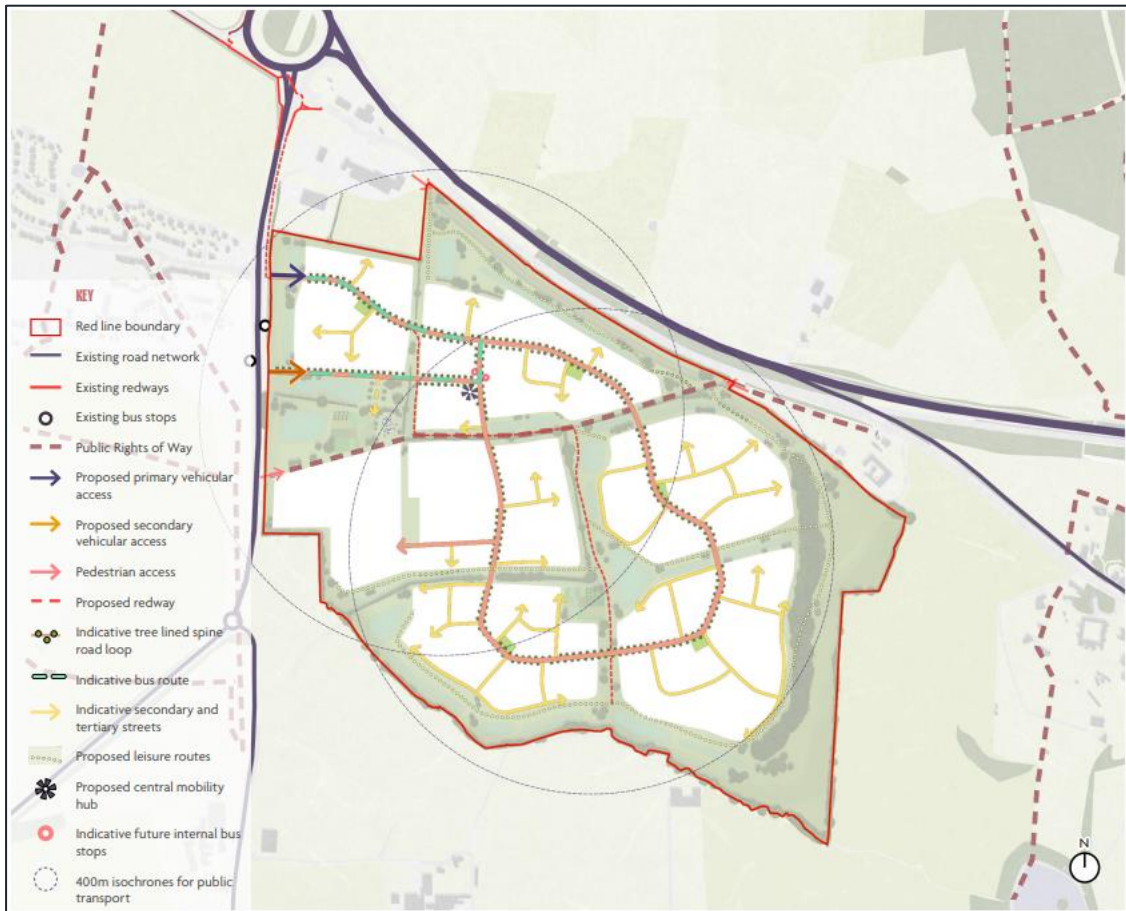 KEY
Red line boundary
Existing road network
Existing redways
Existing bus stops
Public Rights of Way
Proposed primary vehicular
access
Proposed secondary
vehicular access
Pedestrian access
Proposed redway
Indicative tree lined spine
road loop
Indicative bus route
Indicative secondary and
tertiary streets
Proposed leisure routes
Proposed central mobility
hub
Indicative future internal bus
stops
400m isochrones for public
transport
N